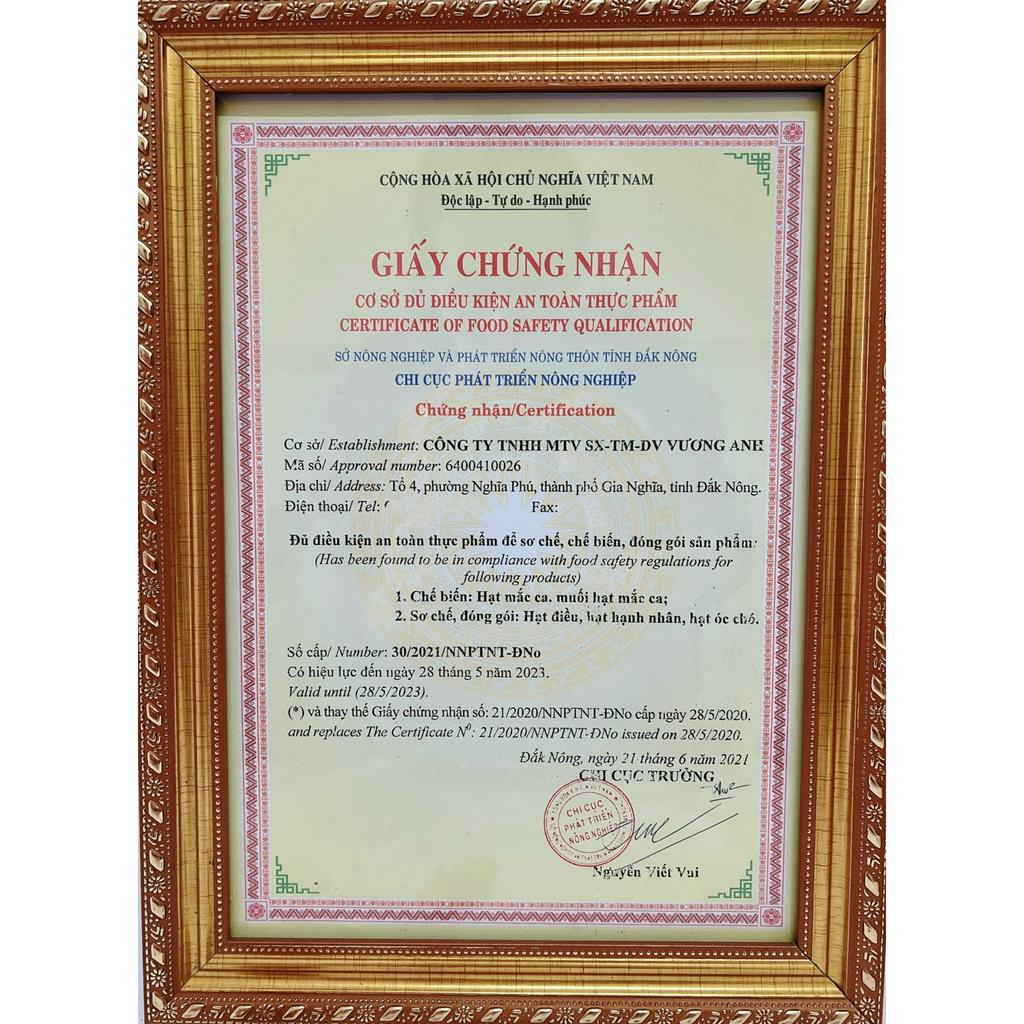 CỘNG HÒA XÃ HỘI CHỦ NGHĨA VIỆT NAM
Độc lập - Tự do - Hạnh phúc
GIẤY CHỨNG NHẬN
CƠ SỞ ĐỦ ĐIỀU KIỆN AN TOÀN THỰC PHẨM
CERTIFICATE OF FOOD SAFETY QUALIFICATION
SỞ NÔNG NGHIỆP VÀ PHÁT TRIỂN NÔNG THÔN TỈNH ĐẮK NÔNG
CHI CỤC PHÁT TRIỂN NÔNG NGHIỆP
Chứng nhận/Certification
Cơ sở/ Establishment: CÔNG TY TNHH MTV SX-TM-DV VƯƠNG ANH
Mã số/ Approval number: 6400410026
Địa chỉ/ Address: Tổ 4, phường Nghĩa Phú, thành phố Gia Nghĩa, tỉnh Đắk Nông.
Điện thoại/ Tel: Fax:
Đủ điều kiện an toàn thực phẩm để sơ chế, chế biến, đóng gói sản phẩm:
(Has been found to be in compliance with food safety regulations for
following products)
1. Chế biến: Hạt mắc ca, muối hạt mắc ca;
2. Sơ chế, đóng gói: Hạt điều, hạt hạnh nhân, hạt óc chó.
Số cấp/ Number: 30/2021/NNPTNT-ĐNo
Có hiệu lực đến ngày 28 tháng 5 năm 2023.
Valid until (28/5/2023).
(*) và thay thế Giấy chứng nhận số: 21/2020/NNPTNT-ĐNo cấp ngày 28/5/2020.
and replaces The Certificate N⁰: 21/2020/NNPTNT-ĐNo issued on 28/5/2020.
Đắk Nông, ngày 21 tháng 6 năm 2021
CHI CỤC TRƯỞNG
CHI CỤC
PHÁT TRIỂN
NÔNG NGHIỆP
Nguyễn Viết Vui